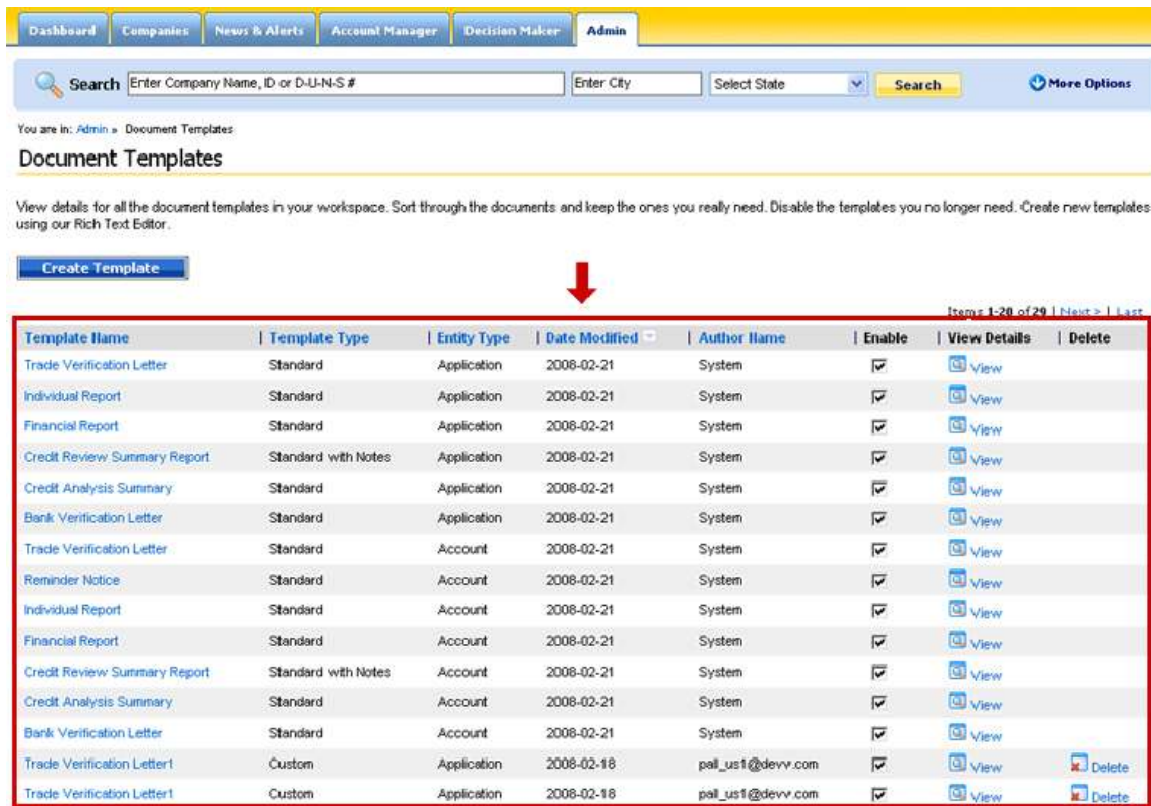 Dashboard Companies News & Alerts Account Manager Decision Maker Admin
Search Enter Company Name, ID or D-U-N-S # Enter City Select State Search More Options
You are in: Admin » Document Templates
Document Templates
View details for all the document templates in your workspace. Sort through the documents and keep the ones you really need. Disable the templates you no longer need. Create new templates
using our Rich Text Editor.
Create Template
Items 1-20 of 29 | Next > | Last
Template Name | Template Type | Entity Type | Date Modified | Author Name | Enable | View Details | Delete
Trade Verification Letter Standard Application 2008-02-21 System View
Individual Report Standard Application 2008-02-21 System View
Financial Report Standard Application 2008-02-21 System View
Credit Review Summary Report Standard with Notes Application 2008-02-21 System View
Credit Analysis Summary Standard Application 2008-02-21 System View
Bank Verification Letter Standard Application 2008-02-21 System View
Trade Verification Letter Standard Account 2008-02-21 System View
Reminder Notice Standard Account 2008-02-21 System View
Individual Report Standard Account 2008-02-21 System View
Financial Report Standard Account 2008-02-21 System View
Credit Review Summary Report Standard with Notes Account 2008-02-21 System View
Credit Analysis Summary Standard Account 2008-02-21 System View
Bank Verification Letter Standard Account 2008-02-21 System View
Trade Verification Letter1 Custom Application 2008-02-18 View Delete
Trade Verification Letter1 Custom Application 2008-02-18 View Delete